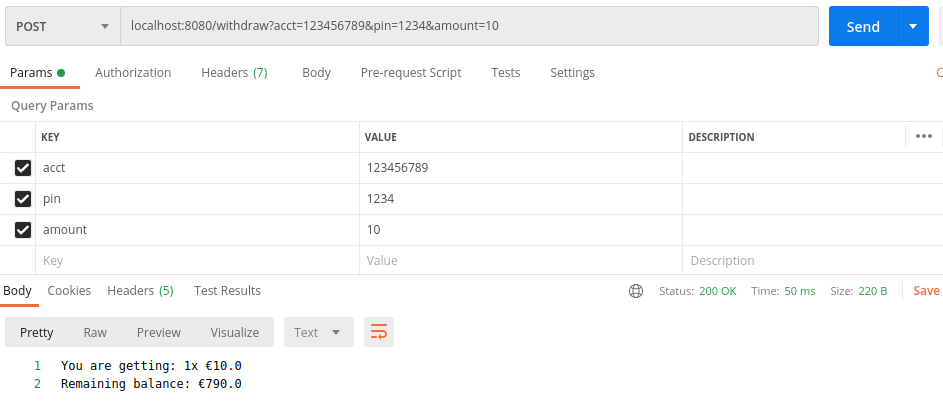 POST localhost:8080/withdraw?acct=123456789&pin=1234&amount=10 Send
Params Authorization Headers (7) Body Pre-request Script Tests Settings
Query Params
KEY VALUE DESCRIPTION
acct 123456789
pin 1234
amount 10
Key Value Description
Body Cookies Headers (5) Test Results Status: 200 OK Time: 50 ms Size: 220 B Save
Pretty Raw Preview Visualize Text
1 You are getting: 1x €10.0
2 Remaining balance: €790.0